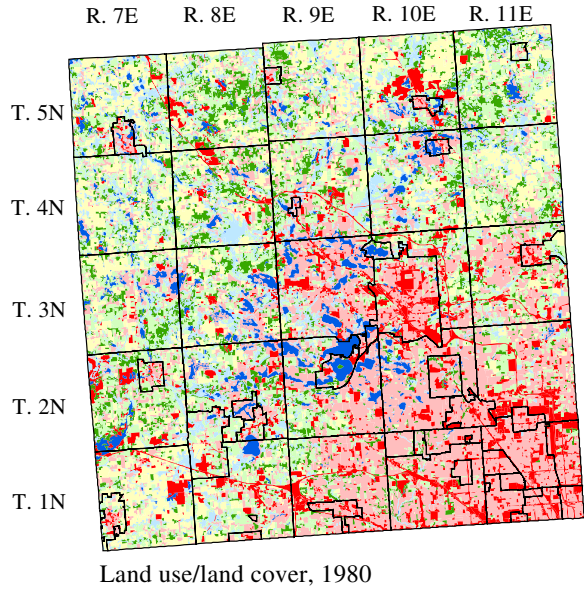 R. 7E R. 8E R. 9E R. 10E R. 11E
T. 5N
T. 4N
T. 3N
T. 2N
T. 1N
Land use/land cover, 1980